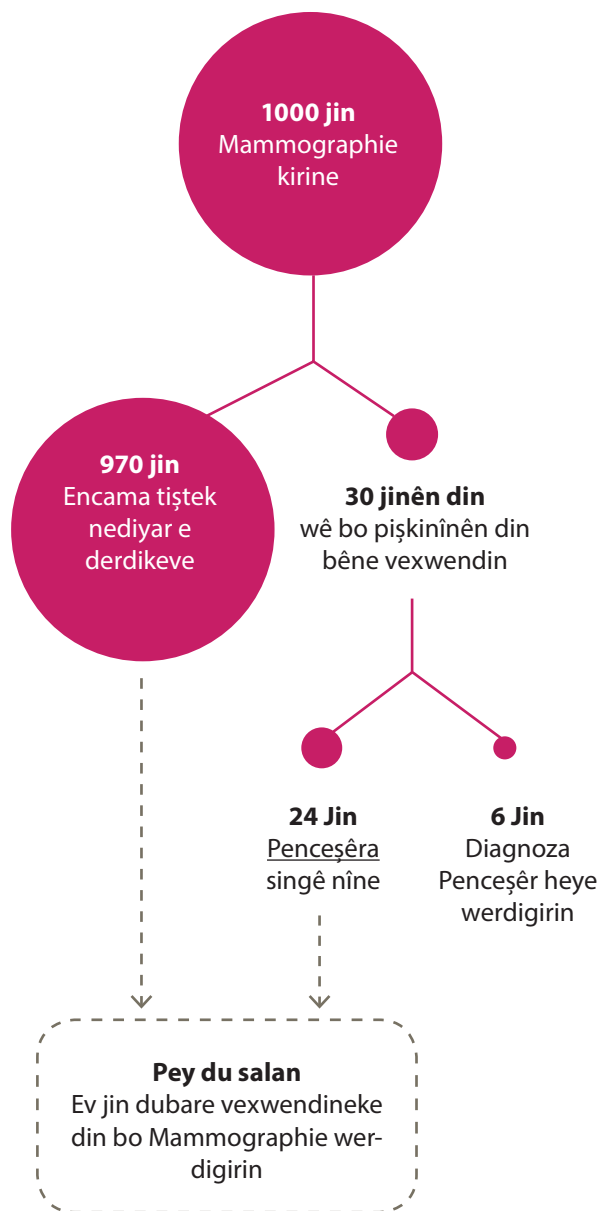 1000 jin
Mammographie
kirine
970 jin
Encama tiştek
nediyar e
derdikeve
30 jinên din
wê bo pişkinînên din
bêne vexwendin
24 Jin
Penceşêra
singê nîne
6 Jin
Diagnoza
Penceşêr heye
werdigirin
Pey du salan
Ev jin dubare vexwendineke
din bo Mammographie wer-
digirin